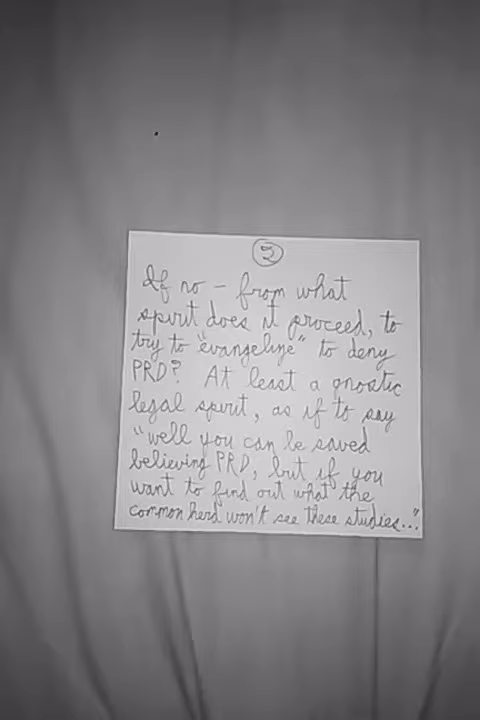 2
If no - from what
spirit does it proceed, to
try to "evangelize" to deny
PRD? At least a gnostic
legal spirit, as if to say
"well you can be saved
believing PRD, but if you
want to find out what the
common herd won't see these studies..."